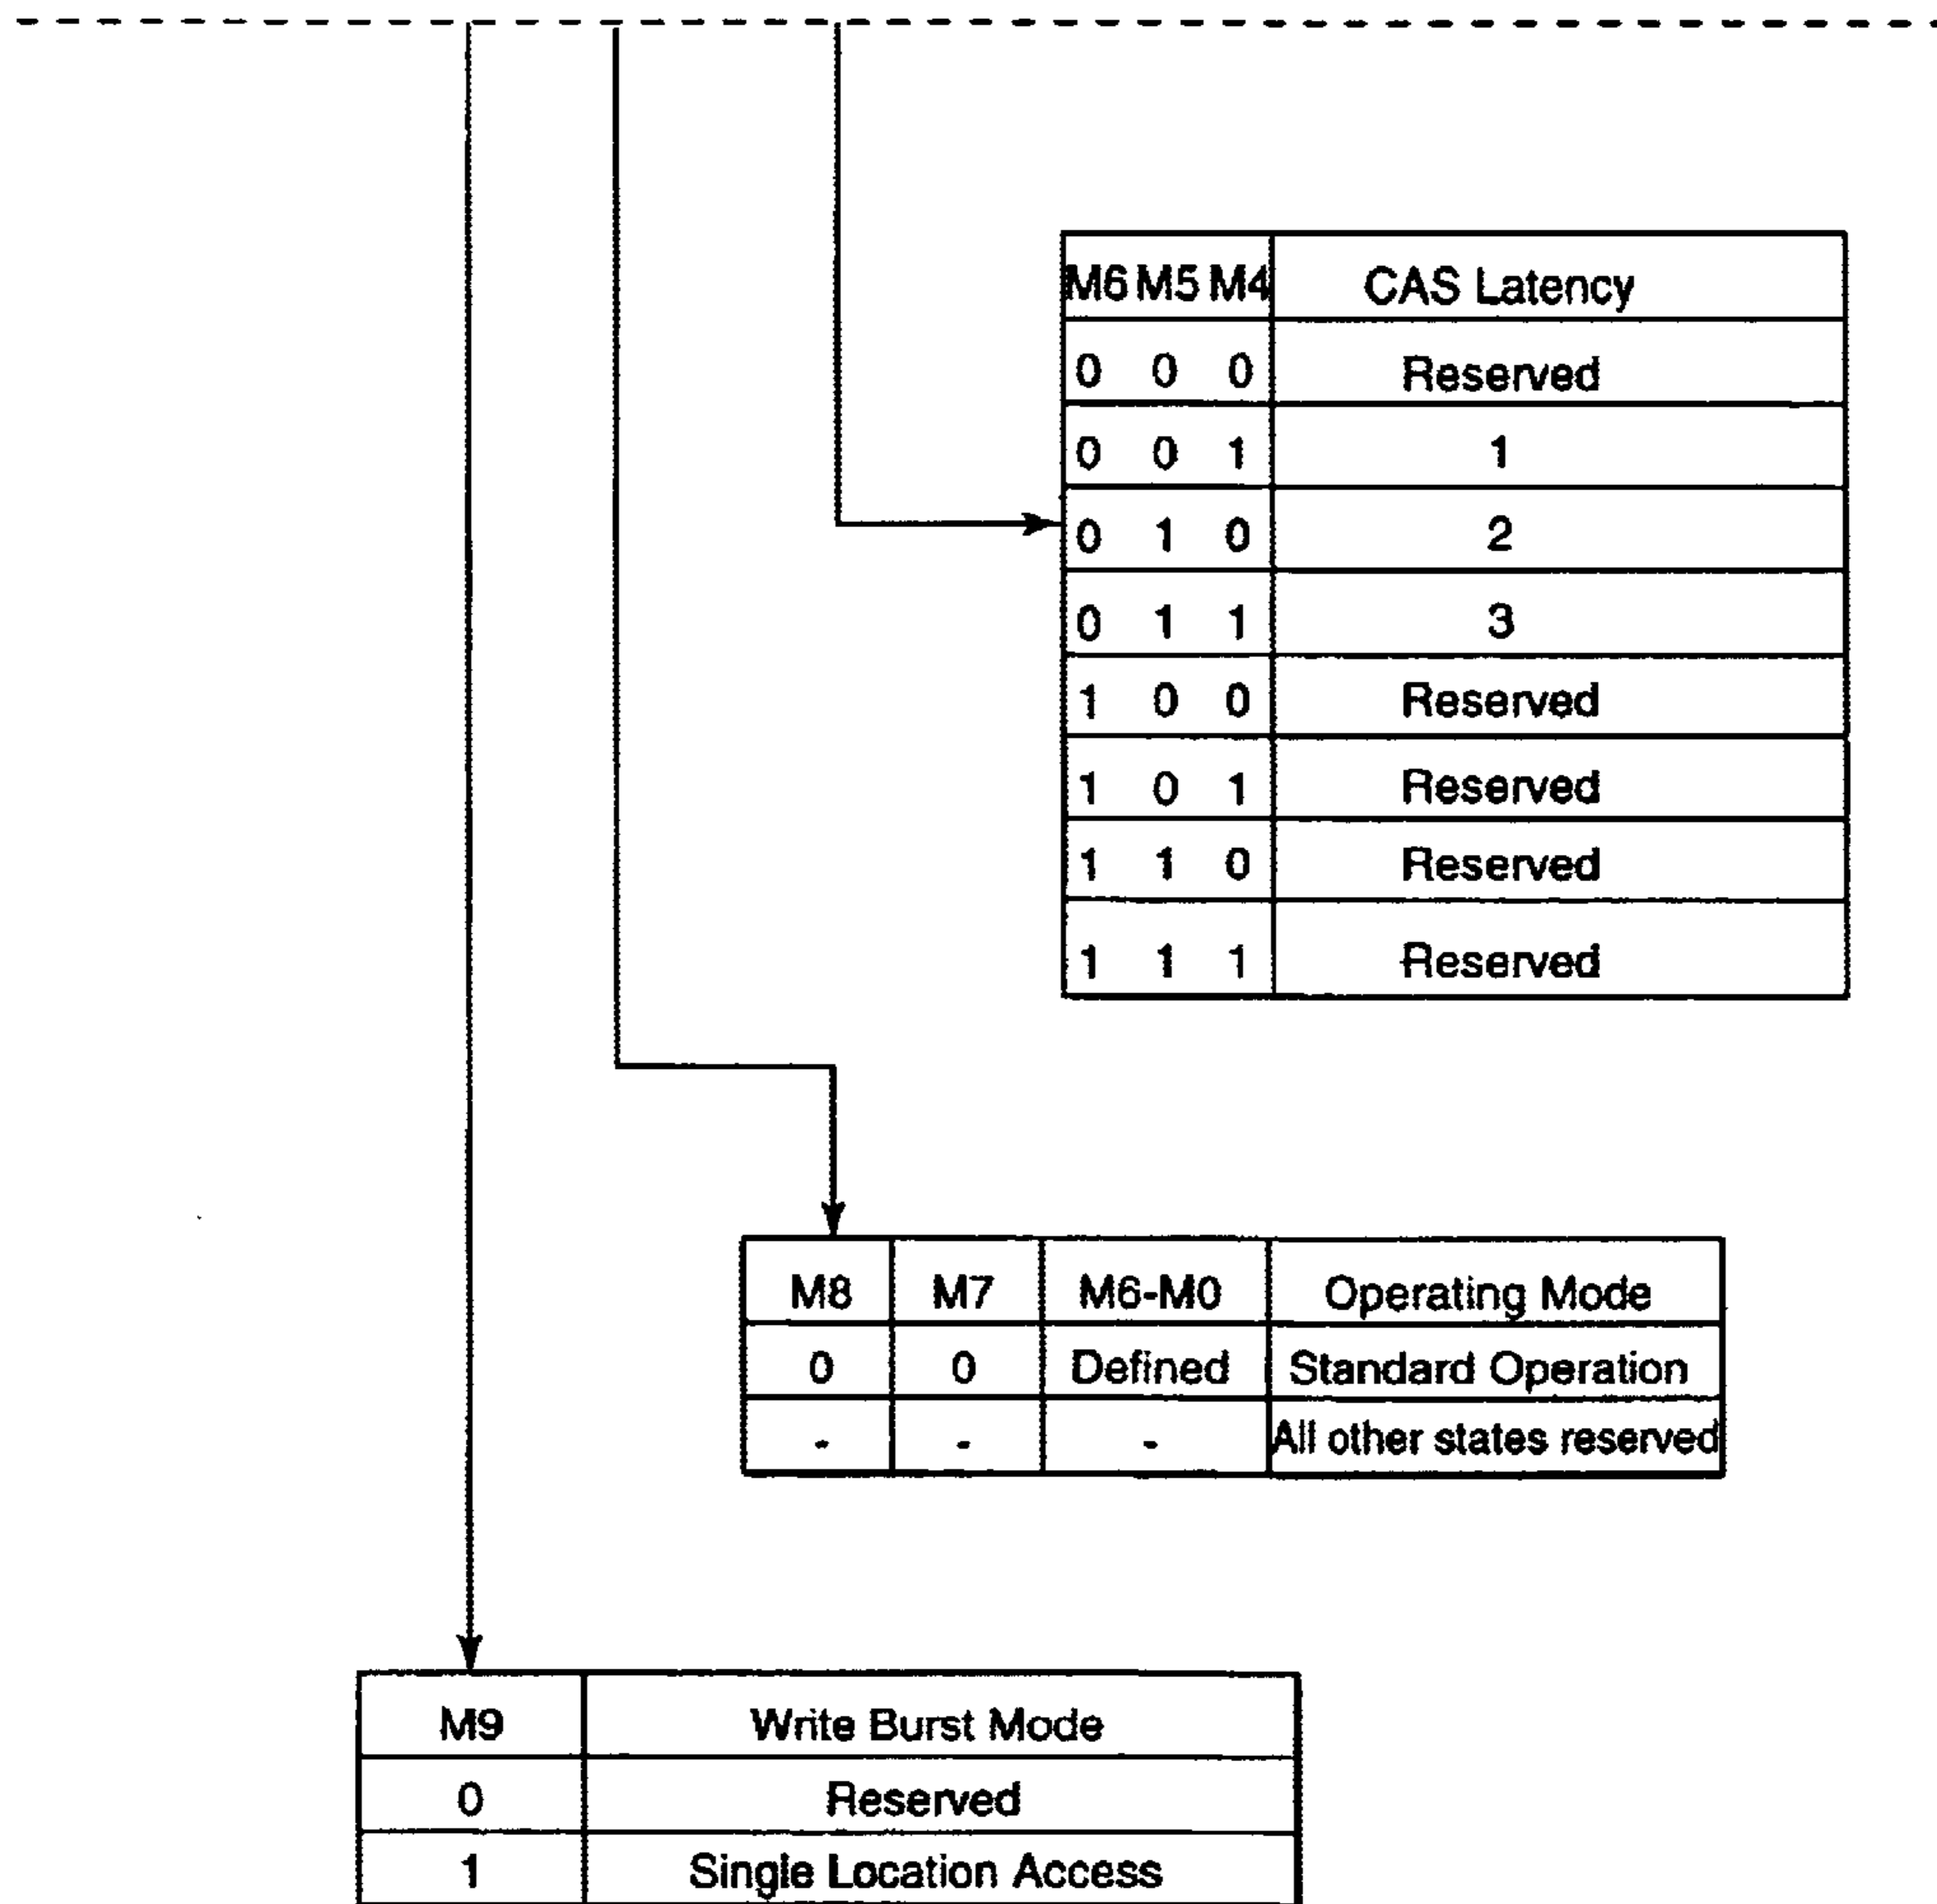 M6 M5 M4 CAS Latency
0 0 0 Reserved
0 0 1 1
0 1 0 2
0 1 1 3
1 0 0 Reserved
1 0 1 Reserved
1 1 0 Reserved
1 1 1 Reserved
M8 M7 M6-M0 Operating Mode
0 0 Defined Standard Operation
- - - All other states reserved
M9 Write Burst Mode
0 Reserved
1 Single Location Access